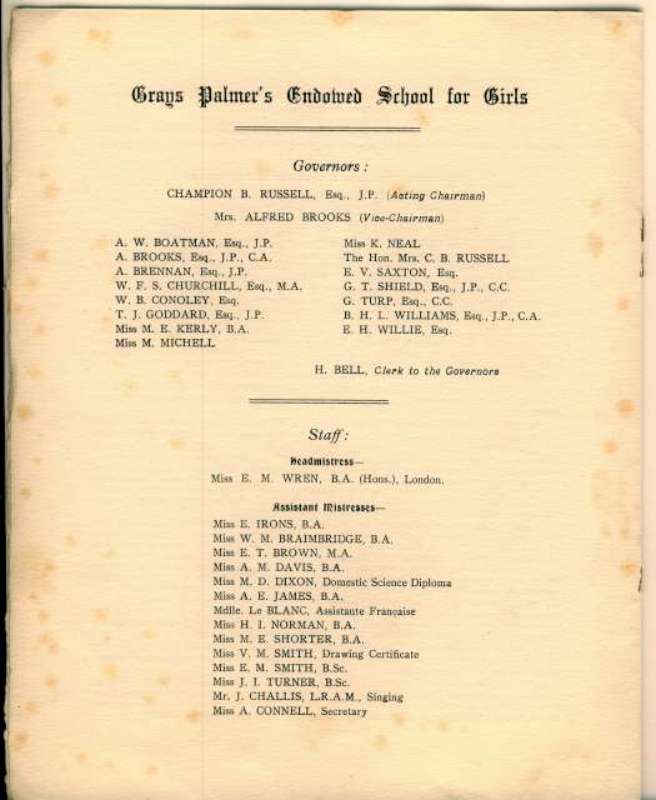 Grays Palmer's Endowed School for Girls
Governors:
CHAMPION B. RUSSELL, Esq., J.P. (Acting Chairman)
Mrs. ALFRED BROOKS (Vice-Chairman)
A. W. BOATMAN, Esq., J.P.
A. BROOKS, Esq., J.P., C.A.
A. BRENNAN, Esq., J.P.
W. F. S. CHURCHILL, Esq., M.A.
W. B. CONOLEY, Esq.
T. J. GODDARD, Esq., J.P.
Miss M. E. KERLY, B.A.
Miss M. MICHELL
Miss K. NEAL
The Hon. Mrs. C. B. RUSSELL
E. V. SAXTON, Esq.
G. T. SHIELD, Esq., J.P., C.C.
G. TURP, Esq., C.C.
B. H. L. WILLIAMS, Esq., J.P., C.A.
E. H. WILLIE, Esq.
H. BELL, Clerk to the Governors
Staff:
Headmistress—
Miss E. M. WREN, B.A. (Hons.), London.
Assistant Mistresses—
Miss E. IRONS, B.A.
Miss W. M. BRAIMBRIDGE, B.A.
Miss E. T. BROWN, M.A.
Miss A. M. DAVIS, B.A.
Miss M. D. DIXON, Domestic Science Diploma
Miss A. E. JAMES, B.A.
Mdlle. Le BLANC, Assistante Française
Miss H. I. NORMAN, B.A.
Miss M. E. SHORTER, B.A.
Miss V. M. SMITH, Drawing Certificate
Miss E. M. SMITH, B.Sc.
Miss J. I. TURNER, B.Sc.
Mr. J. CHALLIS, L.R.A.M., Singing
Miss A. CONNELL, Secretary